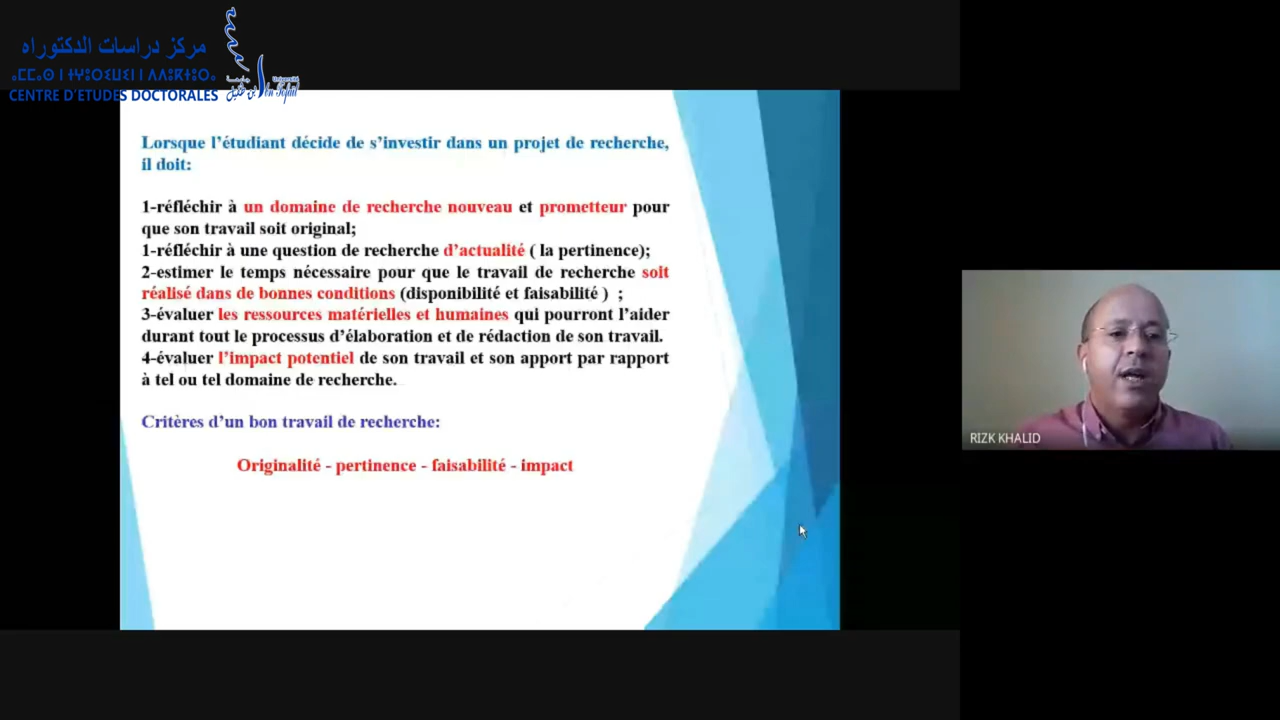 مركز دراسات الدكتوراه
CENTRE D'ETUDES DOCTORALES
Université
Ibn Tofail
Lorsque l'étudiant décide de s'investir dans un projet de recherche,
il doit:
1-réfléchir à un domaine de recherche nouveau et prometteur pour
que son travail soit original;
1-réfléchir à une question de recherche d'actualité ( la pertinence);
2-estimer le temps nécessaire pour que le travail de recherche soit
réalisé dans de bonnes conditions (disponibilité et faisabilité ) ;
3-évaluer les ressources matérielles et humaines qui pourront l'aider
durant tout le processus d'élaboration et de rédaction de son travail.
4-évaluer l'impact potentiel de son travail et son apport par rapport
à tel ou tel domaine de recherche.
Critères d'un bon travail de recherche:
Originalité - pertinence - faisabilité - impact
RIZK KHALID